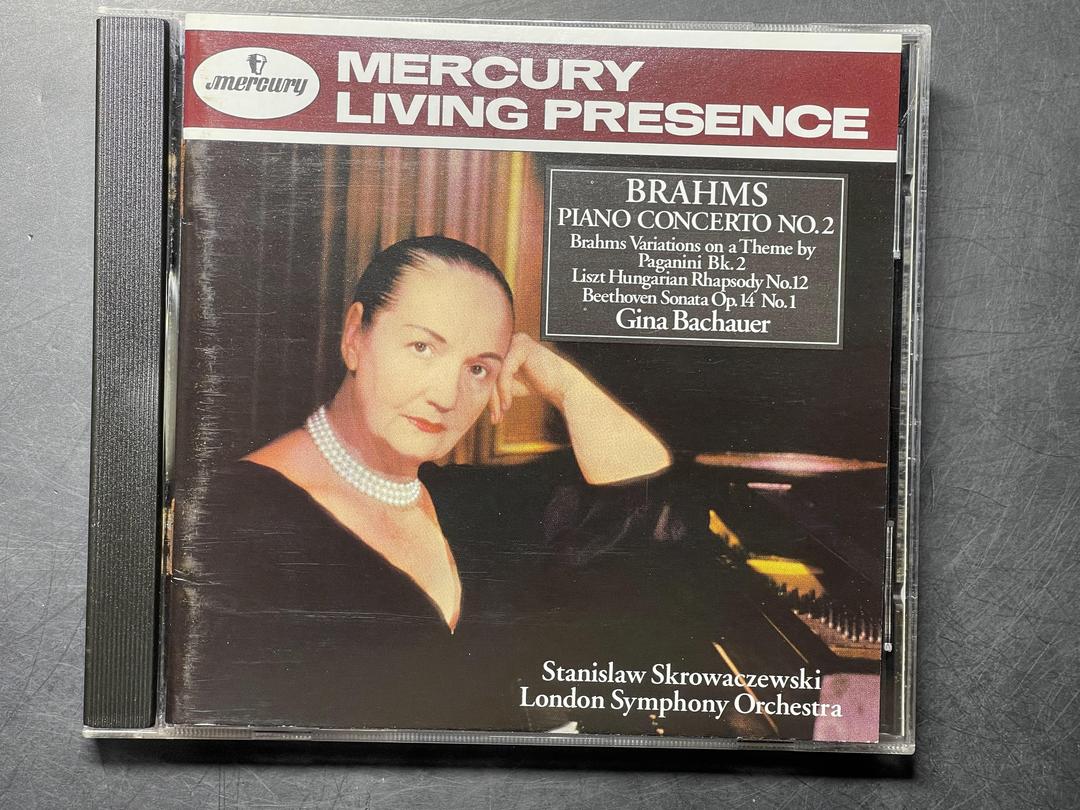 mercury
MERCURY
LIVING PRESENCE
BRAHMS
PIANO CONCERTO NO.2
Brahms Variations on a Theme by
Paganini Bk.2
Liszt Hungarian Rhapsody No.12
Beethoven Sonata Op.14 No.1
Gina Bachauer
Stanislaw Skrowaczewski
London Symphony Orchestra